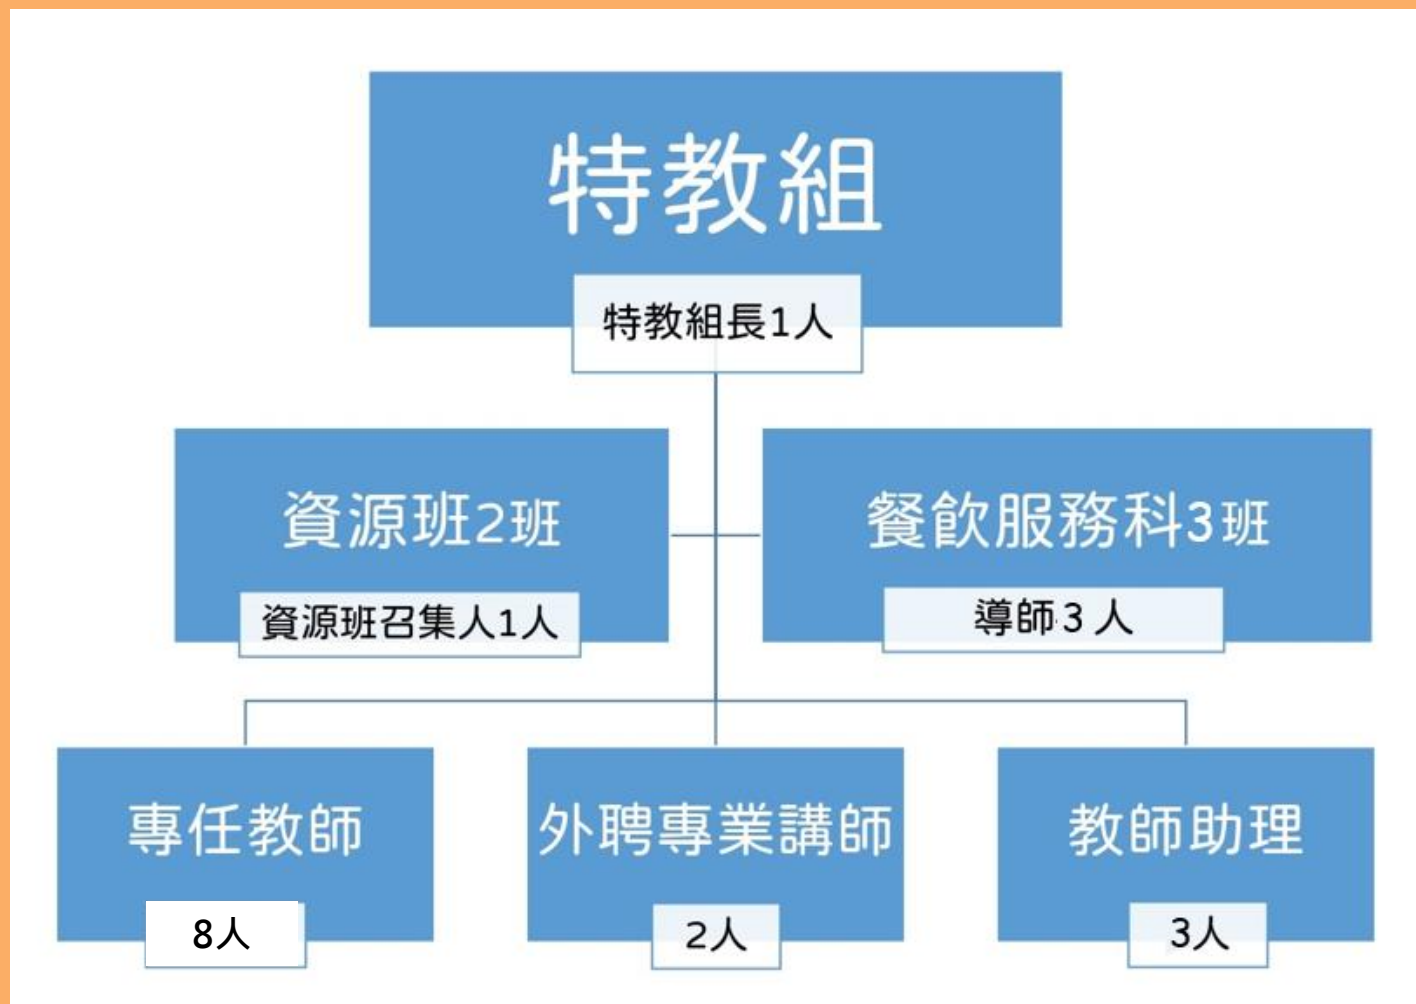 特教組
特教組長1人
資源班2班
資源班召集人1人
餐飲服務科3班
導師3人
專任教師
8人
外聘專業講師
2人
教師助理
3人